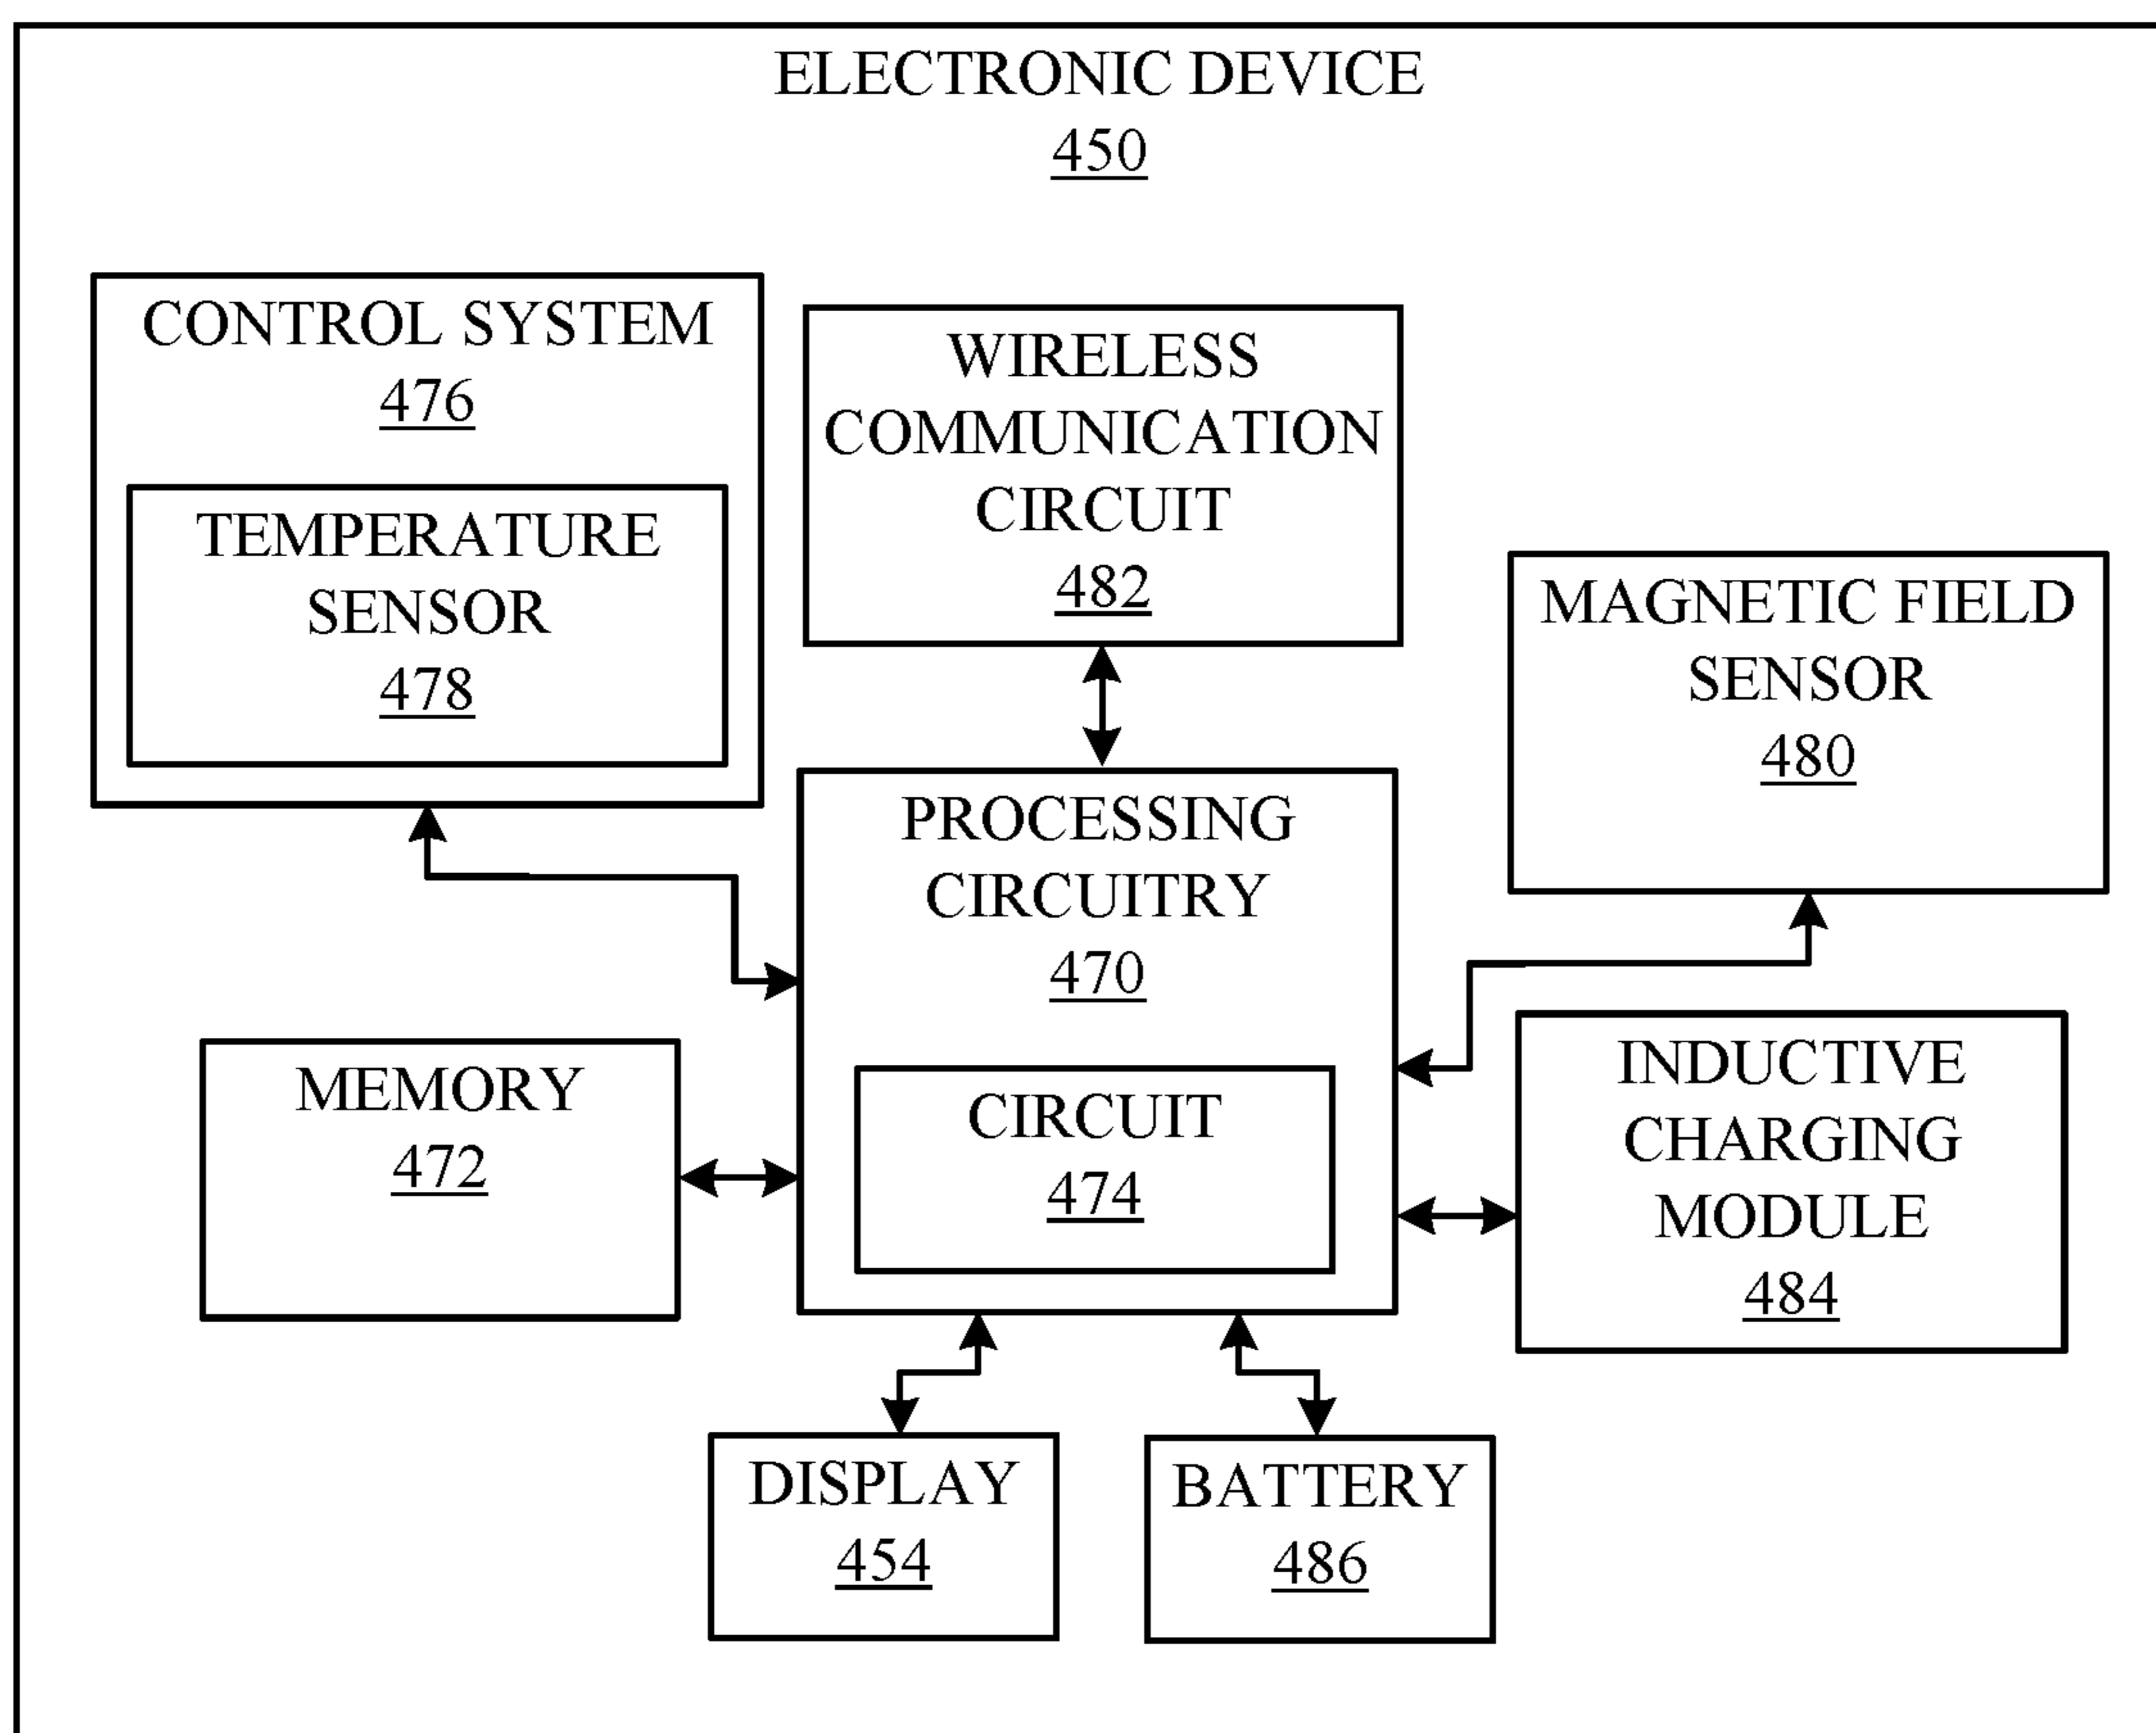 ELECTRONIC DEVICE
450
CONTROL SYSTEM
476
TEMPERATURE
SENSOR
478
WIRELESS
COMMUNICATION
CIRCUIT
482
MAGNETIC FIELD
SENSOR
480
PROCESSING
CIRCUITRY
470
CIRCUIT
474
MEMORY
472
INDUCTIVE
CHARGING
MODULE
484
DISPLAY
454
BATTERY
486